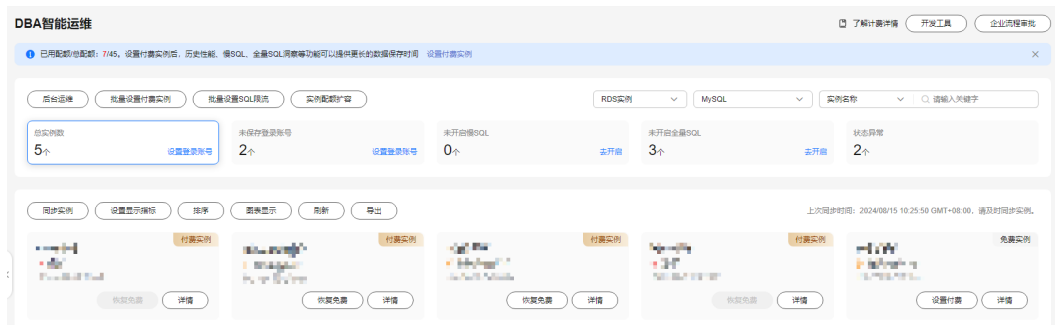 DBA智能运维
了解计费详情 开发工具 企业流程审批
已用配额/总配额：7/45。设置付费实例后，历史性能、慢SQL、全量SQL洞察等功能可以提供更长的数据保存时间 设置付费实例
后台运维 批量设置付费实例 批量设置SQL限流 实例配额扩容 RDS实例 MySQL 实例名称 请输入关键字
总实例数 未保存登录账号 未开启慢SQL 未开启全量SQL 状态异常
5个 设置登录账号 2个 设置登录账号 0个 去开启 3个 去开启 2个
同步实例 设置显示指标 排序 图表显示 刷新 导出 上次同步时间：2024/08/15 10:25:50 GMT+08:00，请及时同步实例。
付费实例 付费实例 付费实例 付费实例 免费实例
恢复免费 详情 恢复免费 详情 恢复免费 详情 恢复免费 详情 设置付费 详情